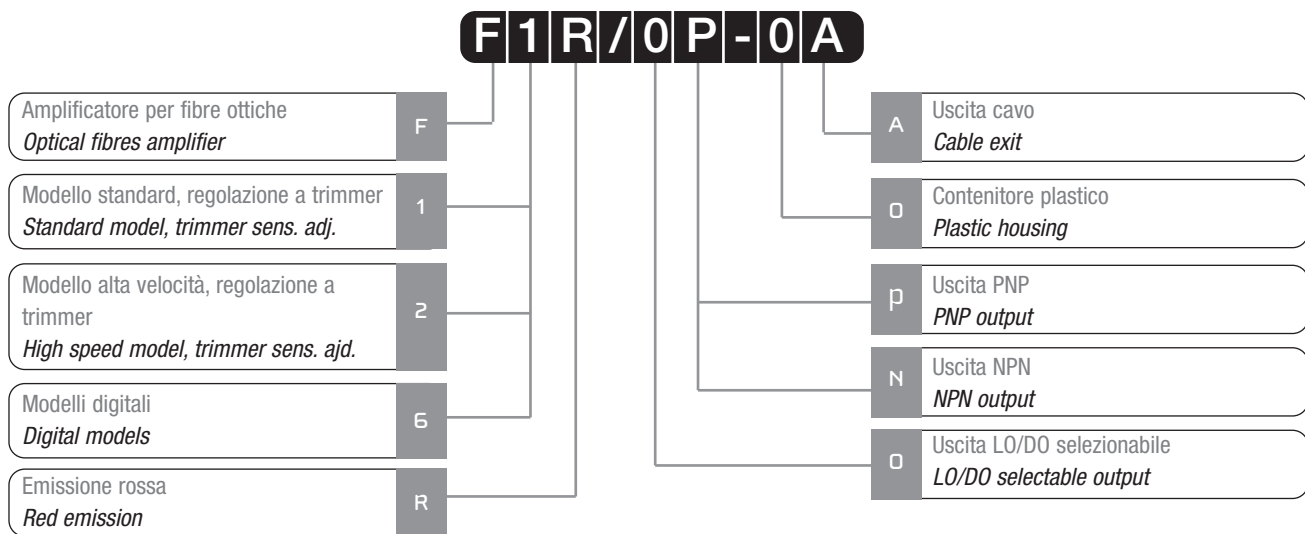 F1R/0P-0A
Amplificatore per fibre ottiche
Optical fibres amplifier
F
Modello standard, regolazione a trimmer
Standard model, trimmer sens. adj.
1
Modello alta velocità, regolazione a
trimmer
High speed model, trimmer sens. ajd.
2
Modelli digitali
Digital models
6
Emissione rossa
Red emission
R
A
Uscita cavo
Cable exit
0
Contenitore plastico
Plastic housing
P
Uscita PNP
PNP output
N
Uscita NPN
NPN output
0
Uscita LO/DO selezionabile
LO/DO selectable output